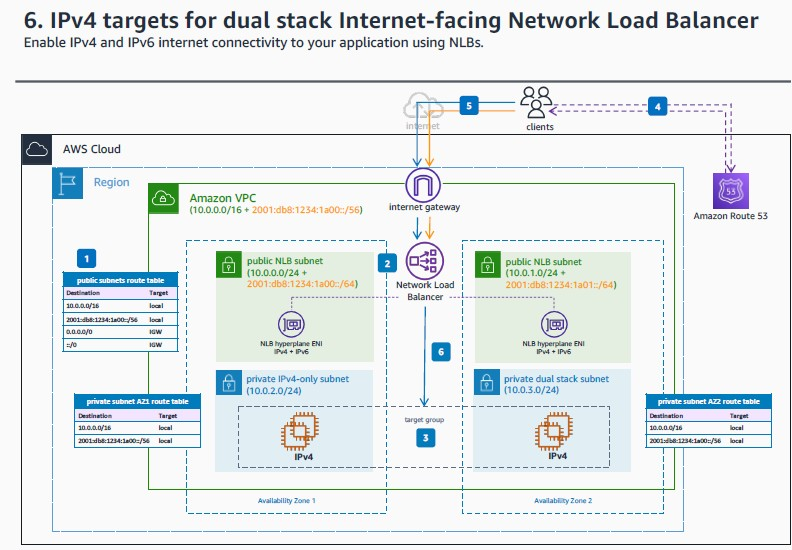 6. IPv4 targets for dual stack Internet-facing Network Load Balancer
Enable IPv4 and IPv6 internet connectivity to your application using NLBs.
5
4
internet
clients
AWS Cloud
Region
Amazon VPC
(10.0.0.0/16 + 2001:db8:1234:1a00::/56)
internet gateway
53
Amazon Route 53
1
public subnets route table
Destination Target
10.0.0.0/16 local
2001:db8:1234:1a00::/56 local
0.0.0.0/0 IGW
::/0 IGW
public NLB subnet
(10.0.0.0/24 +
2001:db8:1234:1a00::/64)
2
Network Load
Balancer
public NLB subnet
(10.0.1.0/24 +
2001:db8:1234:1a01::/64)
NLB hyperplane ENI
IPv4 + IPv6
NLB hyperplane ENI
IPv4 + IPv6
6
private IPv4-only subnet
(10.0.2.0/24)
private dual stack subnet
(10.0.3.0/24)
private subnet AZ1 route table
Destination Target
10.0.0.0/16 local
2001:db8:1234:1a00::/56 local
private subnet AZ2 route table
Destination Target
10.0.0.0/16 local
2001:db8:1234:1a00::/56 local
target group
3
IPv4
IPv4
Availability Zone 1
Availability Zone 2